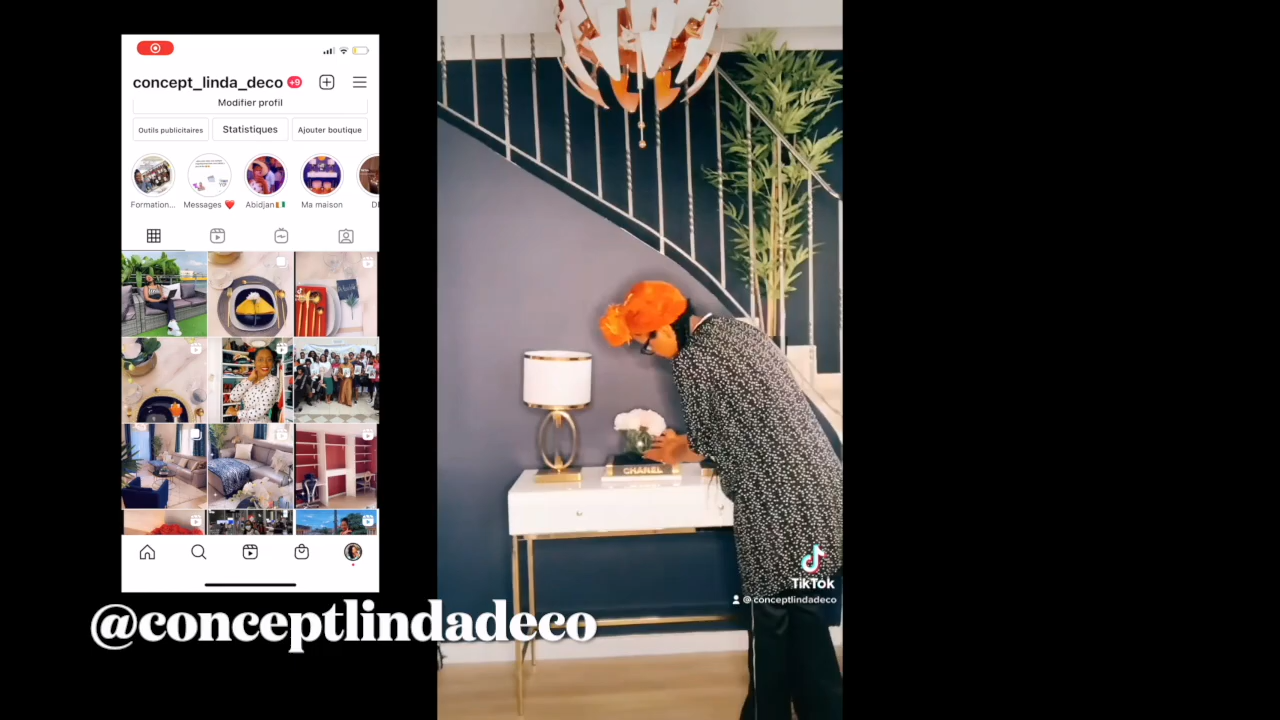 concept_linda_deco +9
Modifier profil
Outils publicitaires
Statistiques
Ajouter boutique
Formation...
Messages ❤️
Abidjan🇨🇮
Ma maison
CHANEL
TikTok
@conceptlindadeco
@conceptlindadeco